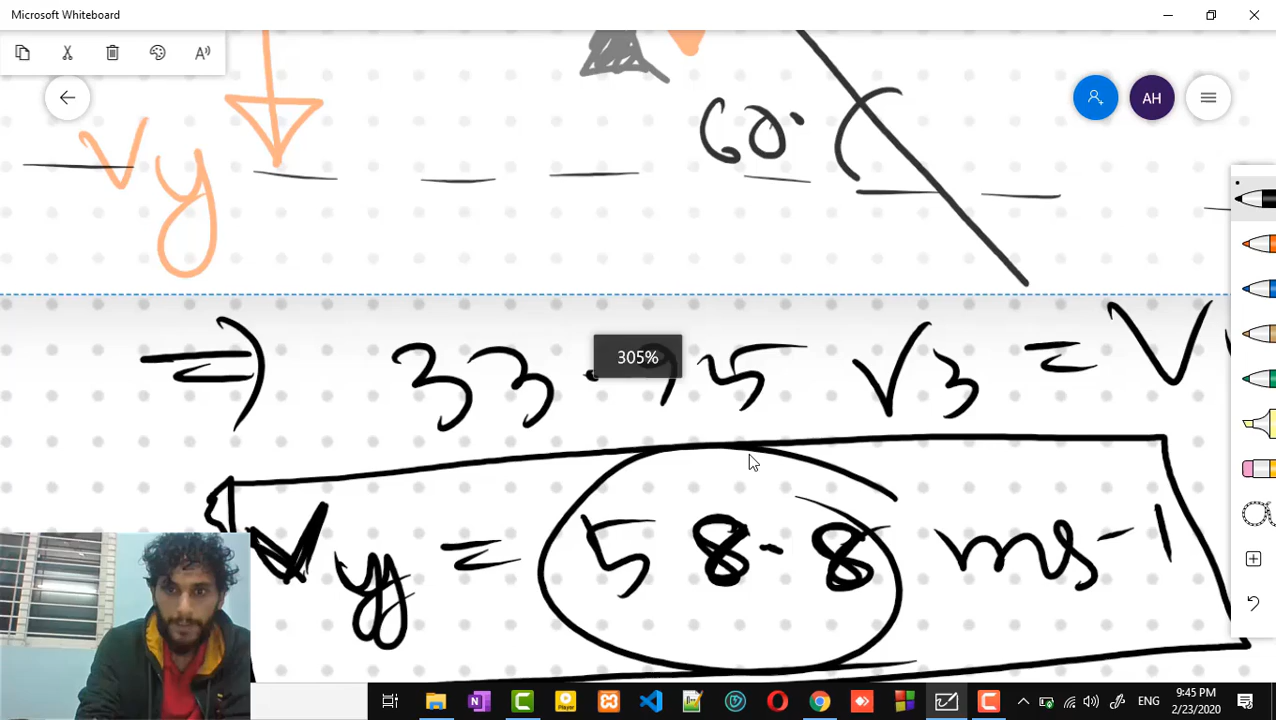 Microsoft Whiteboard
AH
60°
Vy
305%
⇒ 33.95 √3 = V
Vy = 58.8 ms-1
ENG
9:45 PM
2/23/2020